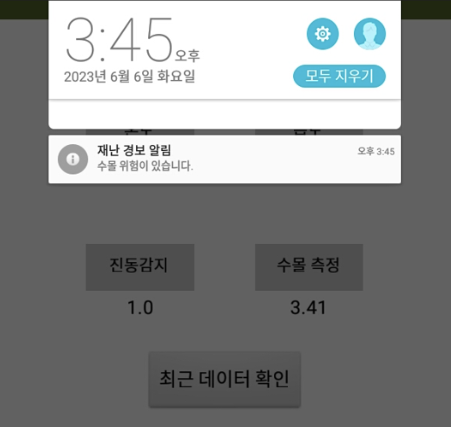 3:45오후
2023년 6월 6일 화요일
모두 지우기
재난 경보 알림
오후 3:45
수몰 위험이 있습니다.
진동감지
수몰 측정
1.0
3.41
최근 데이터 확인